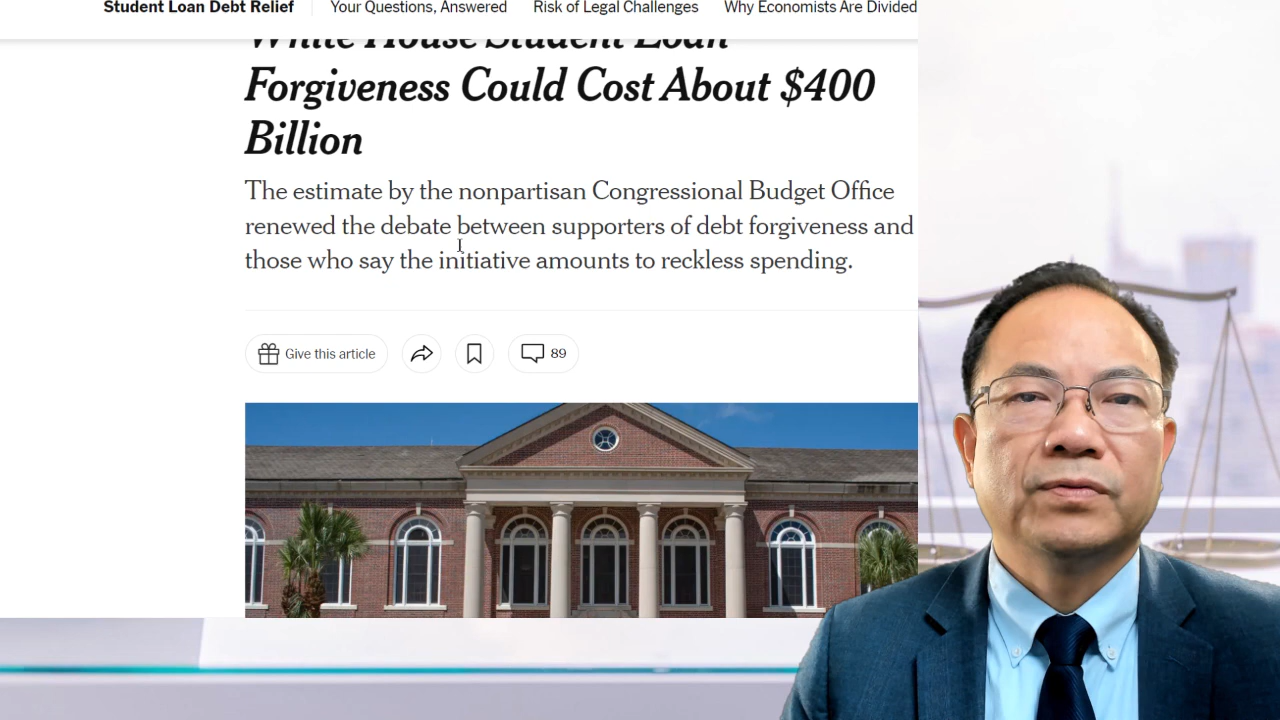 Student Loan Debt Relief Your Questions, Answered Risk of Legal Challenges Why Economists Are Divided
White House Student Loan
Forgiveness Could Cost About $400
Billion
The estimate by the nonpartisan Congressional Budget Office
renewed the debate between supporters of debt forgiveness and
those who say the initiative amounts to reckless spending.
Give this article 89